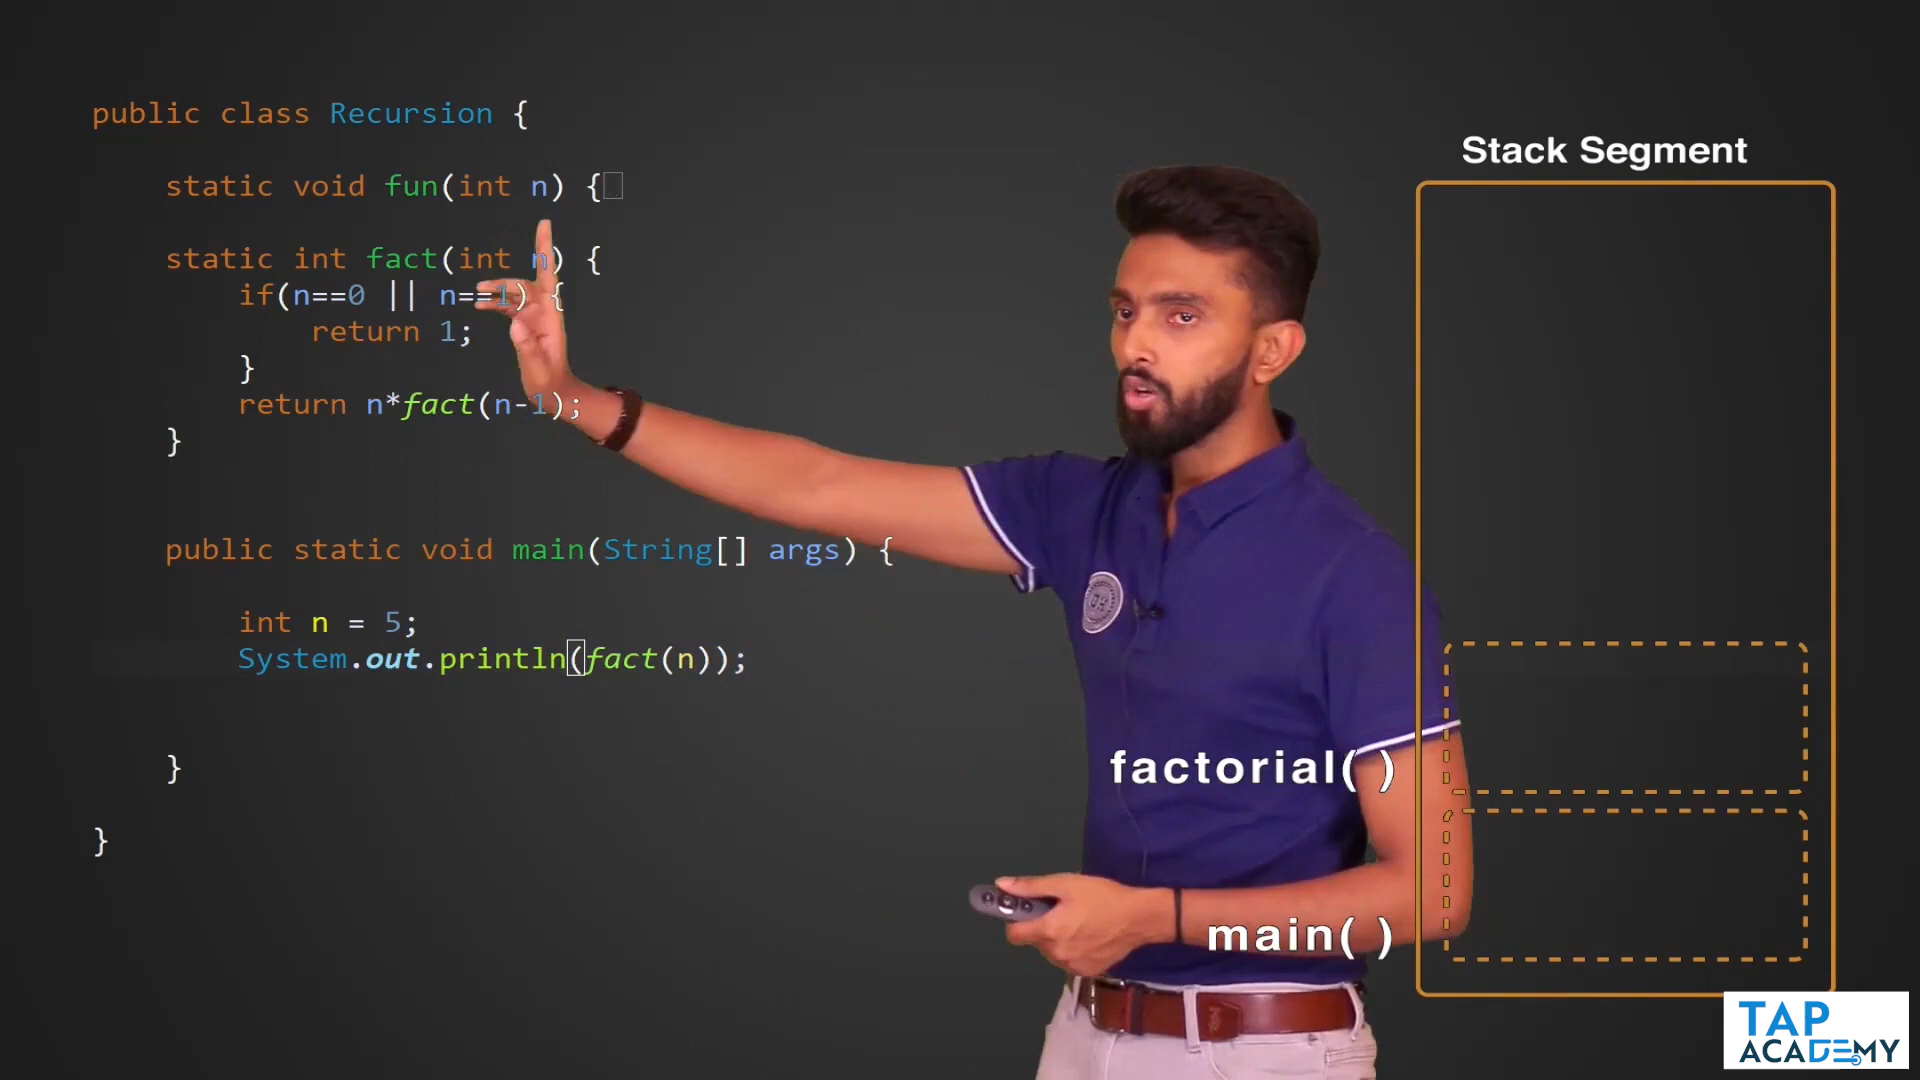 public class Recursion {
static void fun(int n) {
static int fact(int n) {
if(n==0 || n==1) {
return 1;
}
return n*fact(n-1);
}
public static void main(String[] args) {
int n = 5;
System.out.println(fact(n));
}
}
Stack Segment
factorial( )
main( )
TAP
ACADEMY